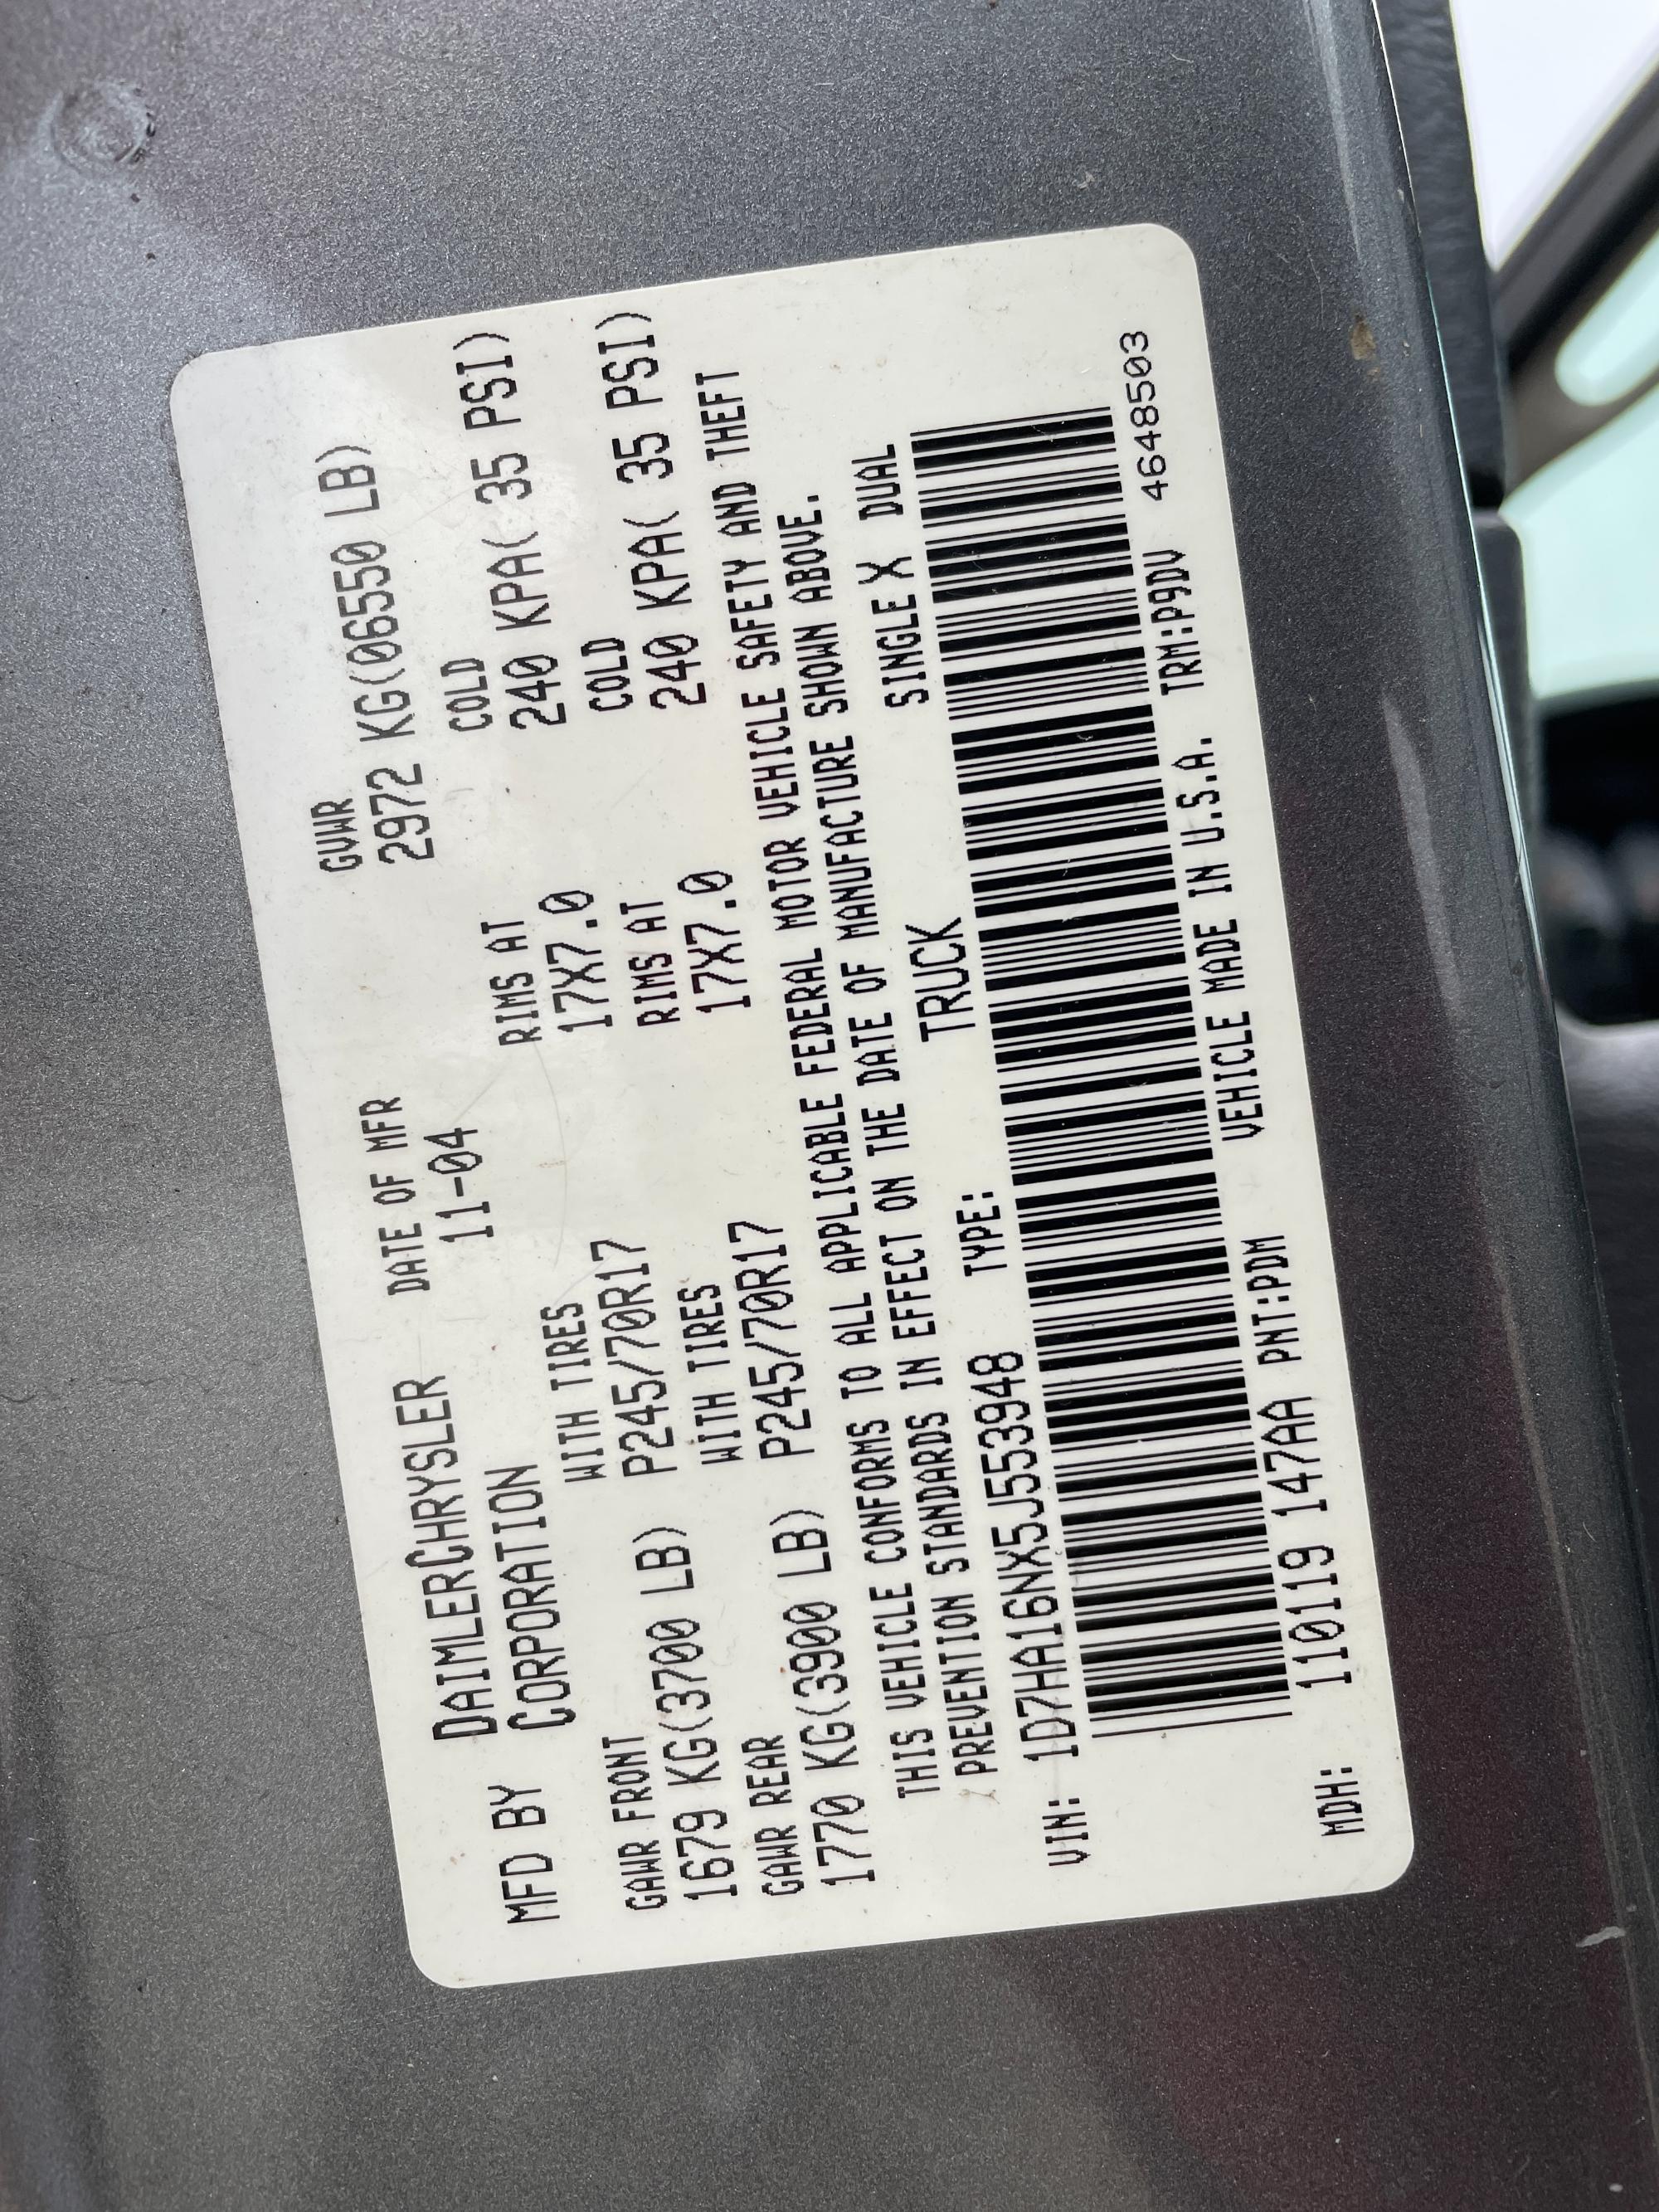 MFD BY DAIMLERCHRYSLER CORPORATION DATE OF MFR 11-04 GVWR 2972 KG(06550 LB)
GAWR FRONT WITH TIRES RIMS AT COLD
1679 KG(3700 LB) P245/70R17 17X7.0 240 KPA( 35 PSI)
GAWR REAR WITH TIRES RIMS AT COLD
1770 KG(3900 LB) P245/70R17 17X7.0 240 KPA( 35 PSI)
THIS VEHICLE CONFORMS TO ALL APPLICABLE FEDERAL MOTOR VEHICLE SAFETY AND THEFT
PREVENTION STANDARDS IN EFFECT ON THE DATE OF MANUFACTURE SHOWN ABOVE.
VIN: 1D7HA16NX5J553948 TYPE: TRUCK SINGLE X DUAL
MDH: 110119 147AA PNT:PDM VEHICLE MADE IN U.S.A. TRM:P9DV 4648503